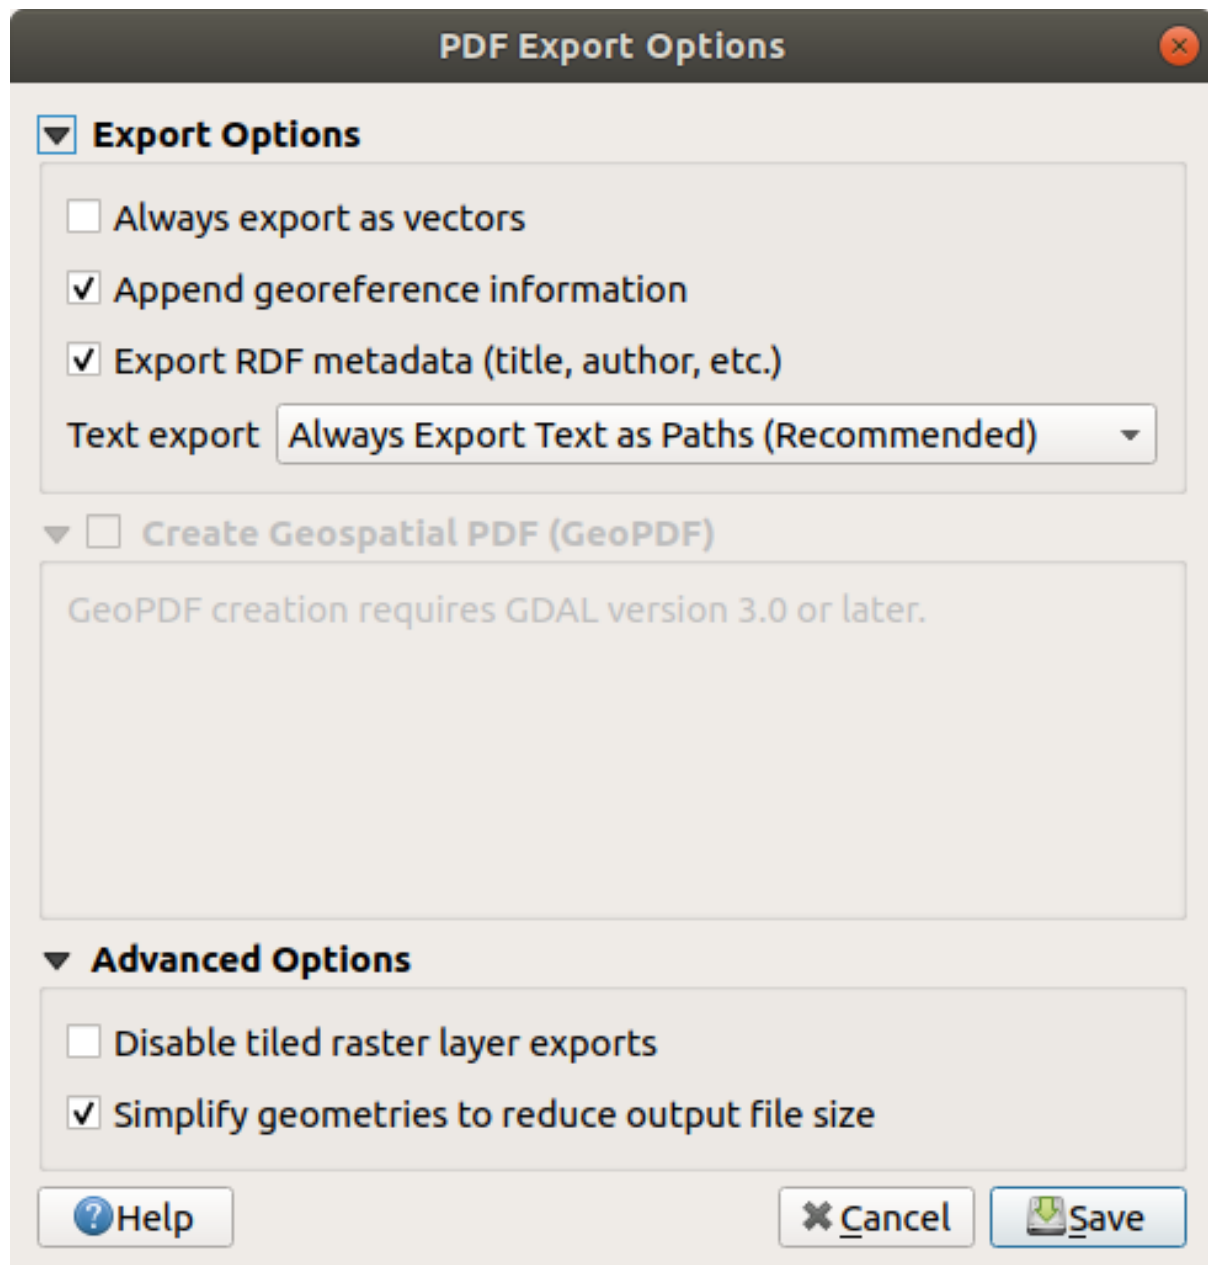 PDF Export Options
Export Options
Always export as vectors
Append georeference information
Export RDF metadata (title, author, etc.)
Text export Always Export Text as Paths (Recommended)
Create Geospatial PDF (GeoPDF)
GeoPDF creation requires GDAL version 3.0 or later.
Advanced Options
Disable tiled raster layer exports
Simplify geometries to reduce output file size
Help Cancel Save